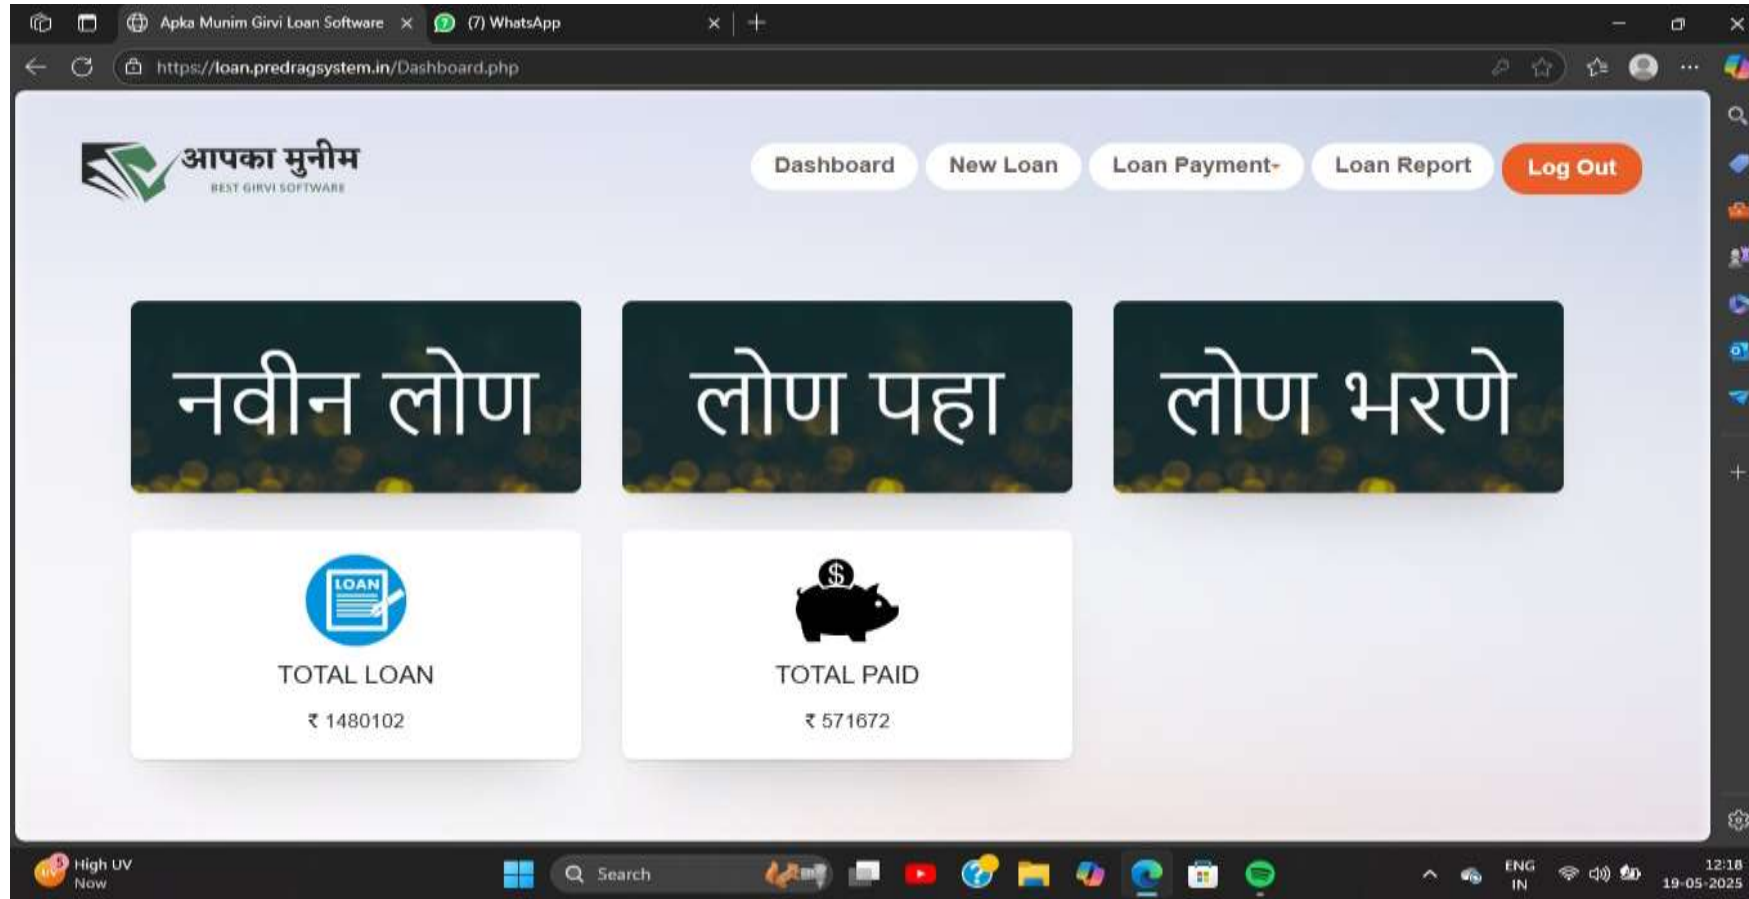 Apka Munim Girvi Loan Software
(7) WhatsApp
https://loan.predragsystem.in/Dashboard.php
आपका मुनीम
BEST GIRVI SOFTWARE
Dashboard
New Loan
Loan Payment
Loan Report
Log Out
नवीन लोण
लोण पहा
लोण भरणे
LOAN
$
TOTAL LOAN
₹ 1480102
TOTAL PAID
₹ 571672
5
High UV
Now
Search
ENG
IN
12:18
19-05-2025